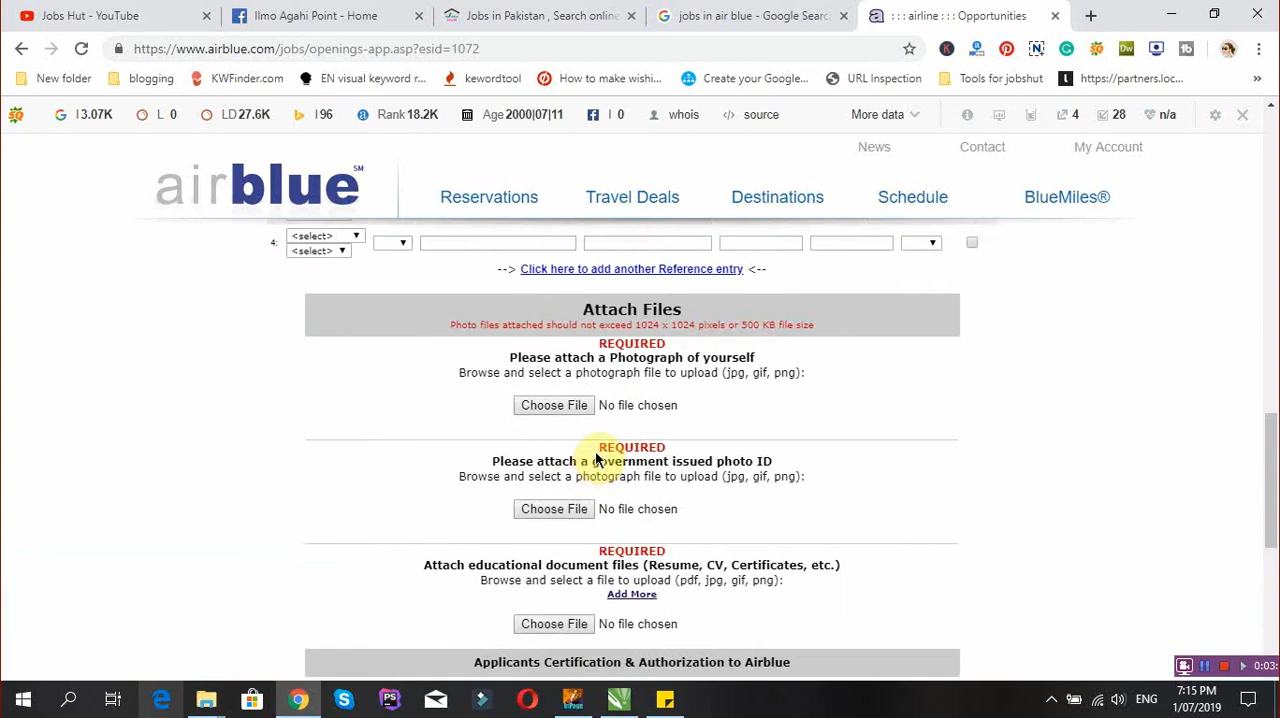 Jobs Hut - YouTube
Ilmo Agahi Point - Home
Jobs in Pakistan , Search online
jobs in air blue - Google Searc
: : : airline : : : Opportunities
https://www.airblue.com/jobs/openings-app.asp?esid=1072
New folder
blogging
KWFinder.com
EN visual keyword r...
kewordtool
How to make wishi...
Create your Google...
URL Inspection
Tools for jobshut
https://partners.loc...
I 3.07K
L 0
LD 27.6K
I 96
Rank 18.2K
Age 2000|07|11
I 0
whois
source
More data
4
28
n/a
News
Contact
My Account
airblue SM
Reservations
Travel Deals
Destinations
Schedule
BlueMiles®
4:
<select>
<select>
--> Click here to add another Reference entry <--
Attach Files
Photo files attached should not exceed 1024 x 1024 pixels or 500 KB file size
REQUIRED
Please attach a Photograph of yourself
Browse and select a photograph file to upload (jpg, gif, png):
Choose File No file chosen
REQUIRED
Please attach a government issued photo ID
Browse and select a photograph file to upload (jpg, gif, png):
Choose File No file chosen
REQUIRED
Attach educational document files (Resume, CV, Certificates, etc.)
Browse and select a file to upload (pdf, jpg, gif, png):
Add More
Choose File No file chosen
Applicants Certification & Authorization to Airblue
0:03:
ENG
7:15 PM
1/07/2019